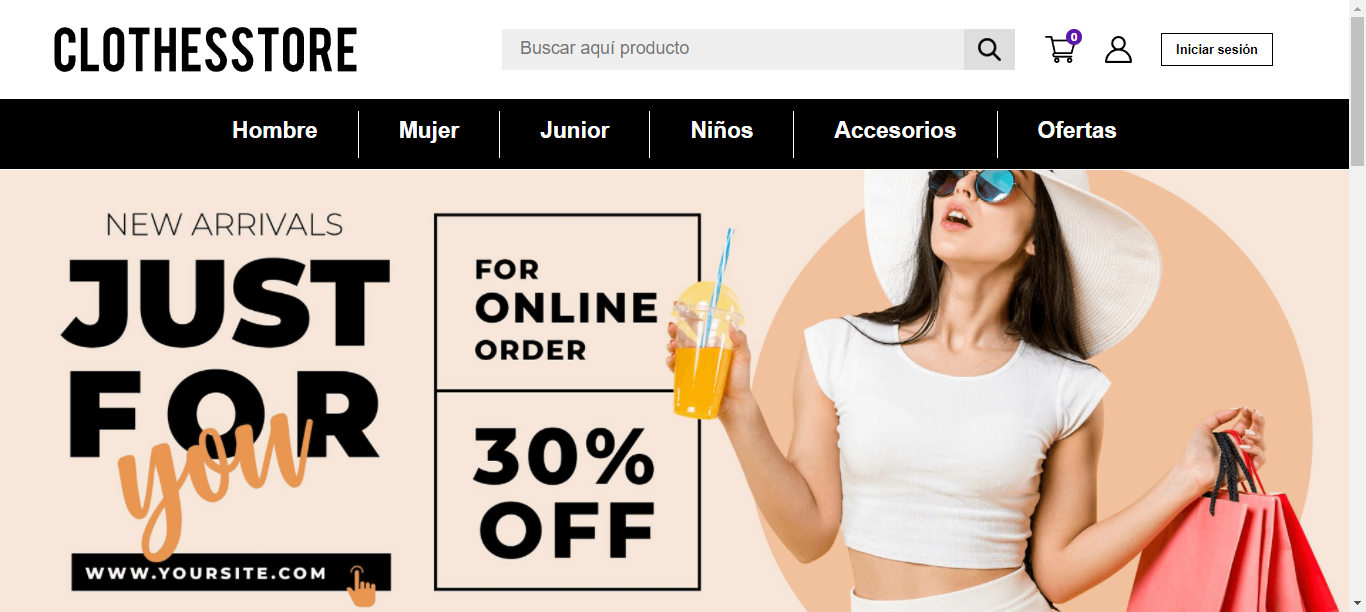 CLOTHESSTORE
Buscar aquí producto
0
Iniciar sesión
Hombre
Mujer
Junior
Niños
Accesorios
Ofertas
NEW ARRIVALS
JUST
FOR
you
WWW.YOURSITE.COM
FOR
ONLINE
ORDER
30%
OFF